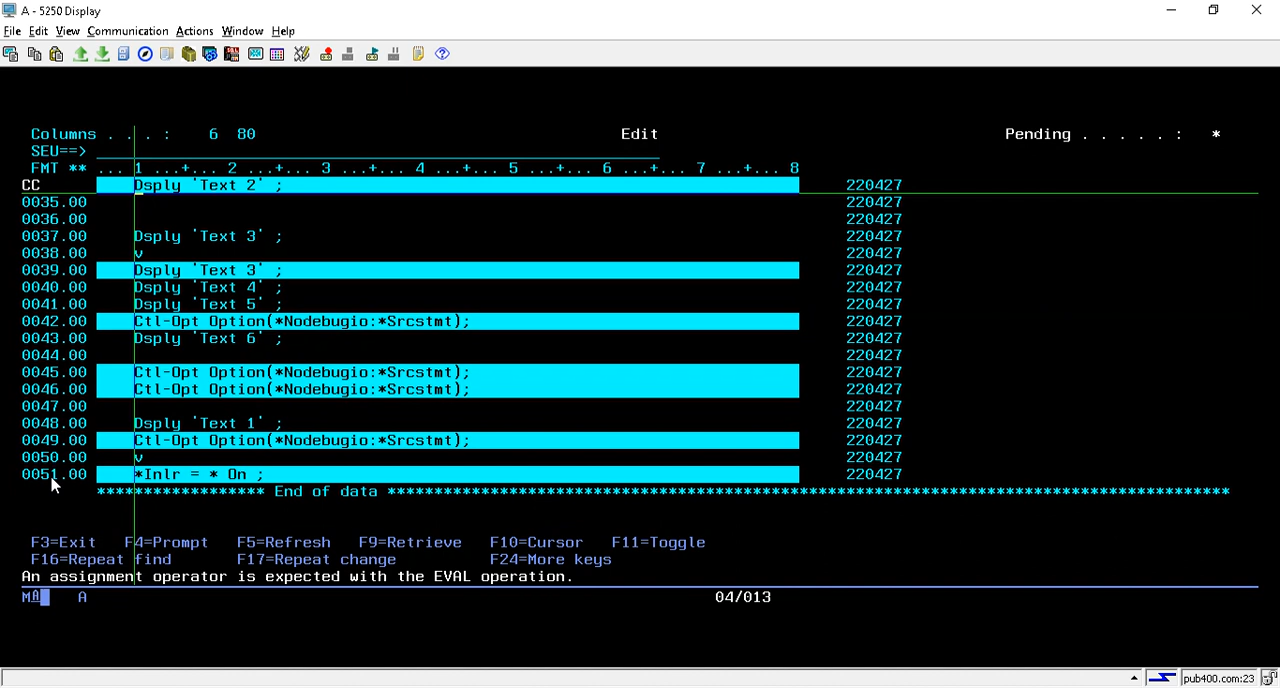 A - 5250 Display
File Edit View Communication Actions Window Help
Columns . . . : 6 80 Edit Pending . . . . . : *
SEU==>
FMT ** ... 1 ...+... 2 ...+... 3 ...+... 4 ...+... 5 ...+... 6 ...+... 7 ...+... 8
CC Dsply 'Text 2' ; 220427
0035.00 220427
0036.00 220427
0037.00 Dsply 'Text 3' ; 220427
0038.00 v 220427
0039.00 Dsply 'Text 3' ; 220427
0040.00 Dsply 'Text 4' ; 220427
0041.00 Dsply 'Text 5' ; 220427
0042.00 Ctl-Opt Option(*Nodebugio:*Srcstmt); 220427
0043.00 Dsply 'Text 6' ; 220427
0044.00 220427
0045.00 Ctl-Opt Option(*Nodebugio:*Srcstmt); 220427
0046.00 Ctl-Opt Option(*Nodebugio:*Srcstmt); 220427
0047.00 220427
0048.00 Dsply 'Text 1' ; 220427
0049.00 Ctl-Opt Option(*Nodebugio:*Srcstmt); 220427
0050.00 v 220427
0051.00 *Inlr = * On ; 220427
****************** End of data ******************************************************************************************
F3=Exit F4=Prompt F5=Refresh F9=Retrieve F10=Cursor F11=Toggle
F16=Repeat find F17=Repeat change F24=More keys
An assignment operator is expected with the EVAL operation.
MA A 04/013
pub400.com:23